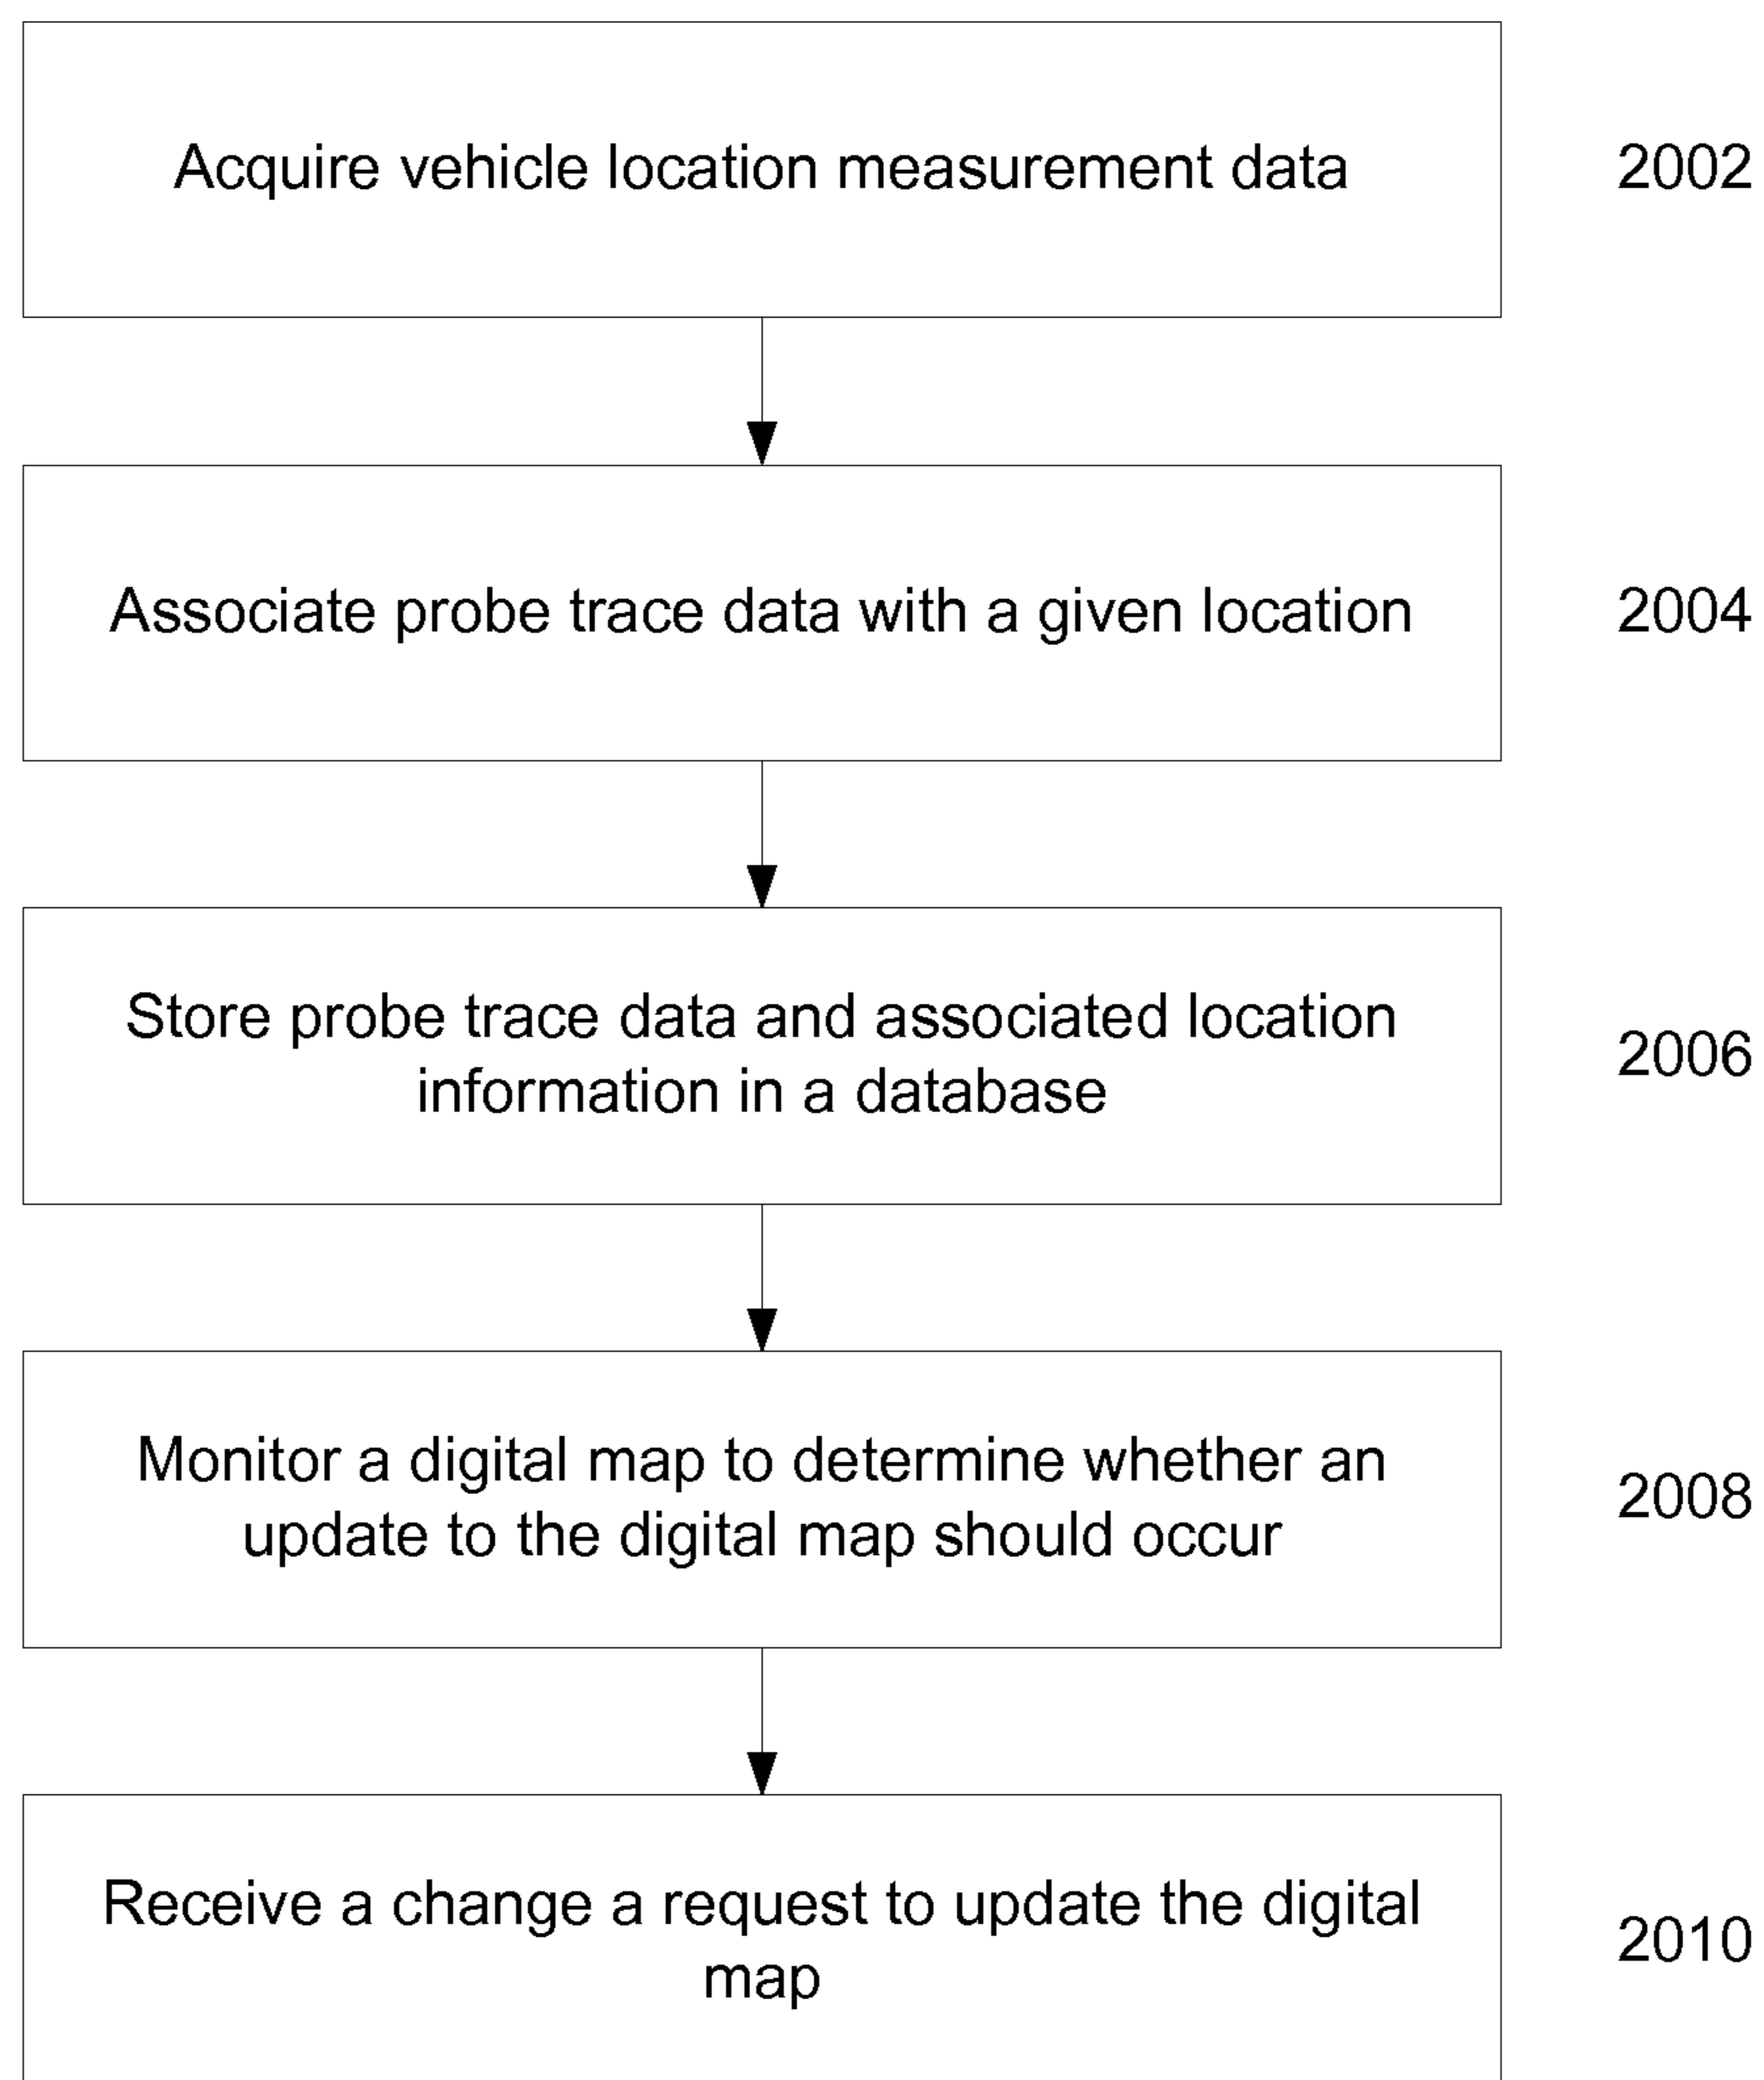 Acquire vehicle location measurement data
2002
Associate probe trace data with a given location
2004
Store probe trace data and associated location
information in a database
2006
Monitor a digital map to determine whether an
update to the digital map should occur
2008
Receive a change a request to update the digital
map
2010